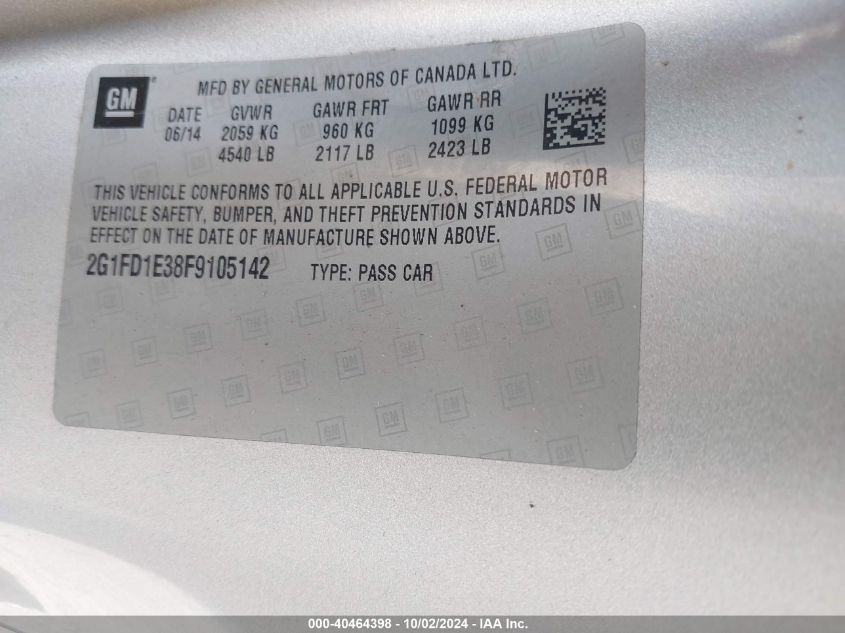 GM
MFD BY GENERAL MOTORS OF CANADA LTD.
DATE GVWR GAWR FRT GAWR RR
06/14 2059 KG 960 KG 1099 KG
4540 LB 2117 LB 2423 LB
THIS VEHICLE CONFORMS TO ALL APPLICABLE U.S. FEDERAL MOTOR
VEHICLE SAFETY, BUMPER, AND THEFT PREVENTION STANDARDS IN
EFFECT ON THE DATE OF MANUFACTURE SHOWN ABOVE.
2G1FD1E38F9105142 TYPE: PASS CAR
000-40464398 - 10/02/2024 - IAA Inc.